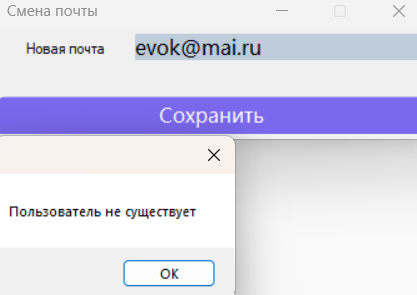 Смена почты
Новая почта
evok@mai.ru
Сохранить
Пользователь не существует
OK